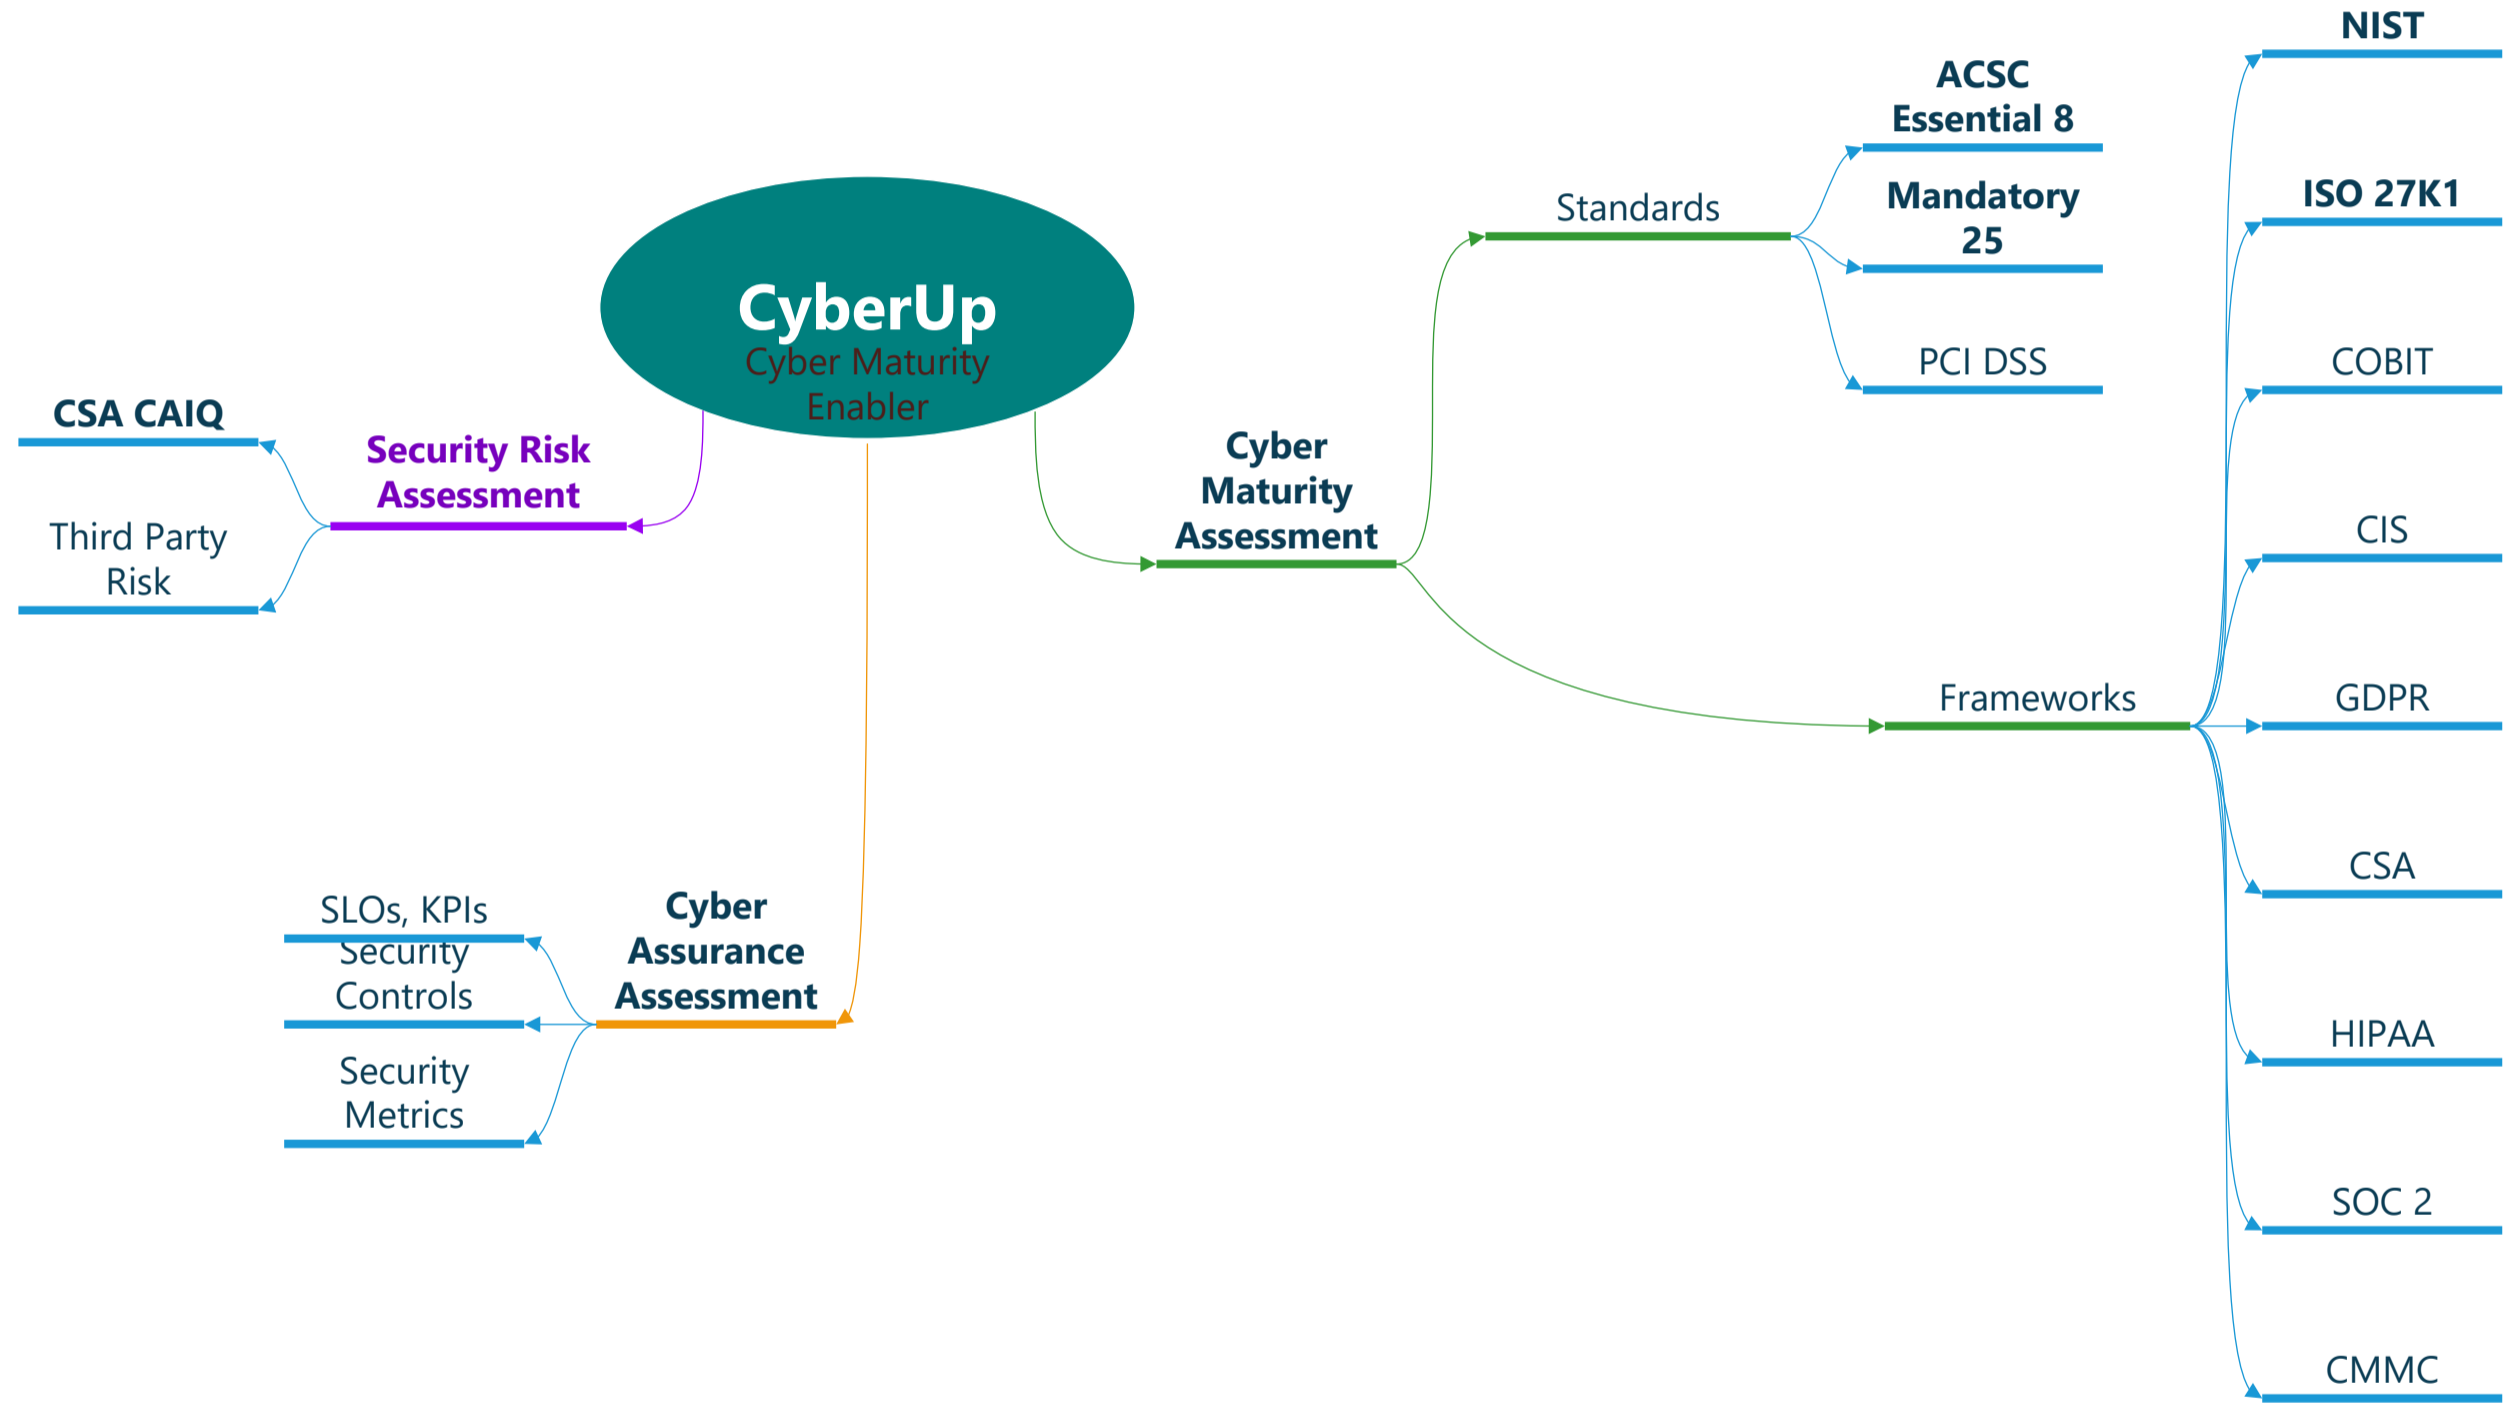 CyberUp
Cyber Maturity
Enabler
Security Risk
Assessment
CSA CAIQ
Third Party
Risk
Cyber
Assurance
Assessment
SLOs, KPIs
Security
Controls
Security
Metrics
Cyber
Maturity
Assessment
Standards
ACSC
Essential 8
Mandatory
25
PCI DSS
Frameworks
NIST
ISO 27K1
COBIT
CIS
GDPR
CSA
HIPAA
SOC 2
CMMC